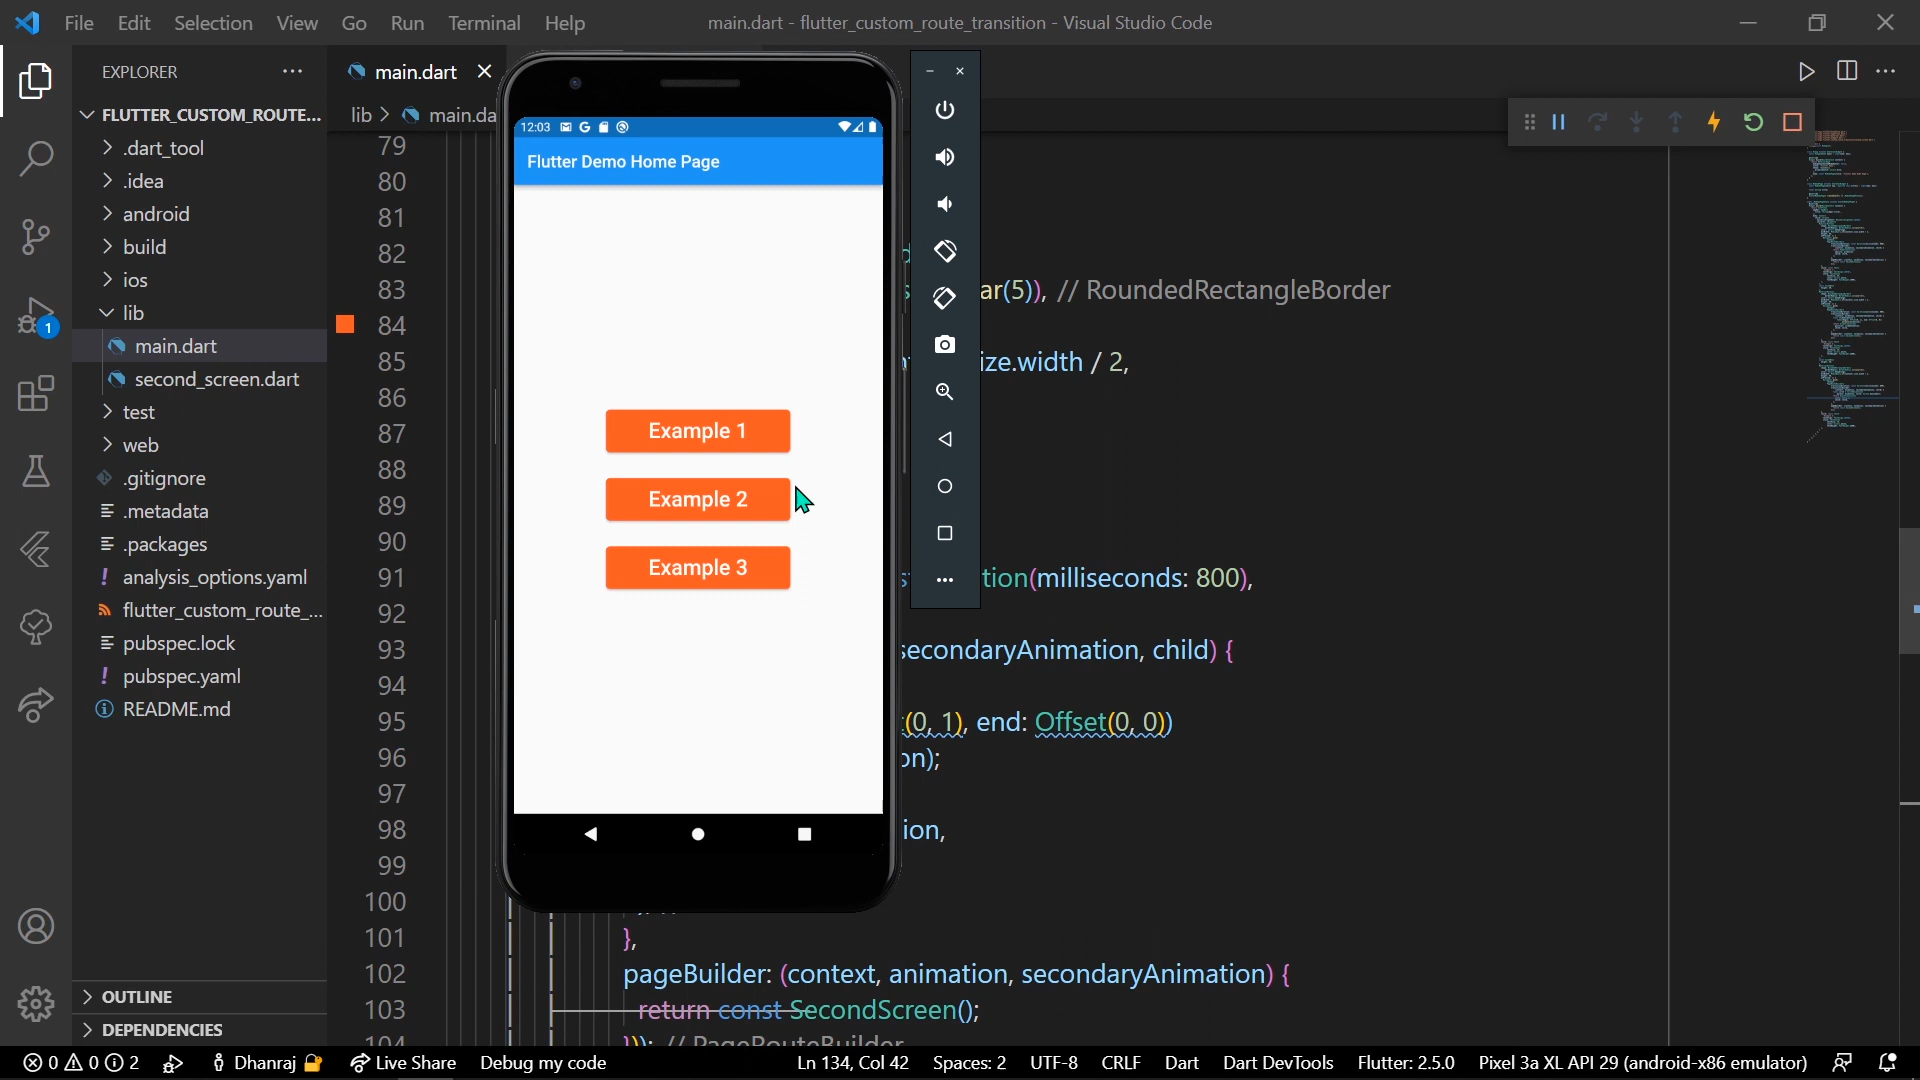 File Edit Selection View Go Run Terminal Help
main.dart - flutter_custom_route_transition - Visual Studio Code
EXPLORER
FLUTTER_CUSTOM_ROUTE...
.dart_tool
.idea
android
build
ios
lib
main.dart
second_screen.dart
test
web
.gitignore
.metadata
.packages
analysis_options.yaml
flutter_custom_route_...
pubspec.lock
pubspec.yaml
README.md
OUTLINE
DEPENDENCIES
1
main.dart
lib > main.da
12:03
Flutter Demo Home Page
Example 1
Example 2
Example 3
79
80
81
82
83 ar(5)), // RoundedRectangleBorder
84
85 ize.width / 2,
86
87
88
89
90
91 tion(milliseconds: 800),
92
93 secondaryAnimation, child) {
94
95 (0, 1), end: Offset(0, 0))
96 on);
97
98 ion,
99
100
101 },
102 pageBuilder: (context, animation, secondaryAnimation) {
103 return const SecondScreen();
104 })); // PageRouteBuilder
0 0 2 Dhanraj Live Share Debug my code Ln 134, Col 42 Spaces: 2 UTF-8 CRLF Dart Dart DevTools Flutter: 2.5.0 Pixel 3a XL API 29 (android-x86 emulator)